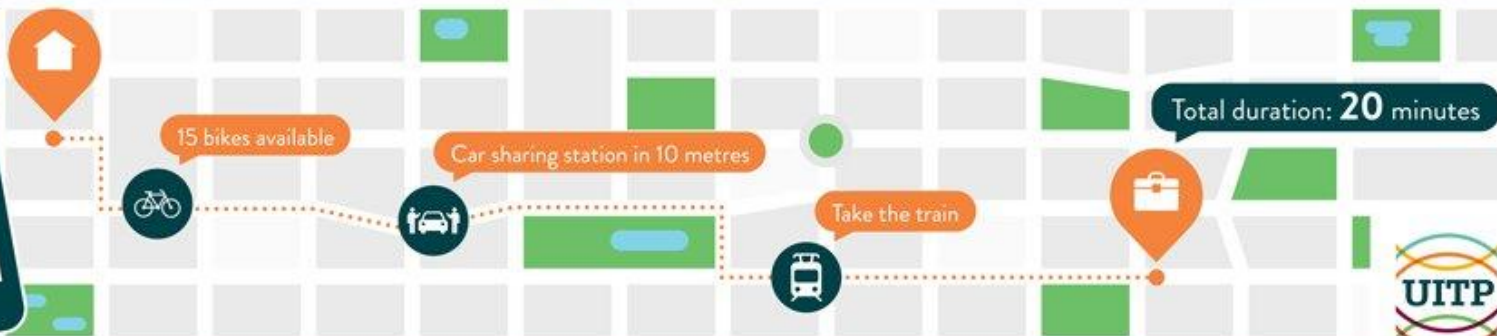 15 bikes available
Car sharing station in 10 metres
Take the train
Total duration: 20 minutes
UITP